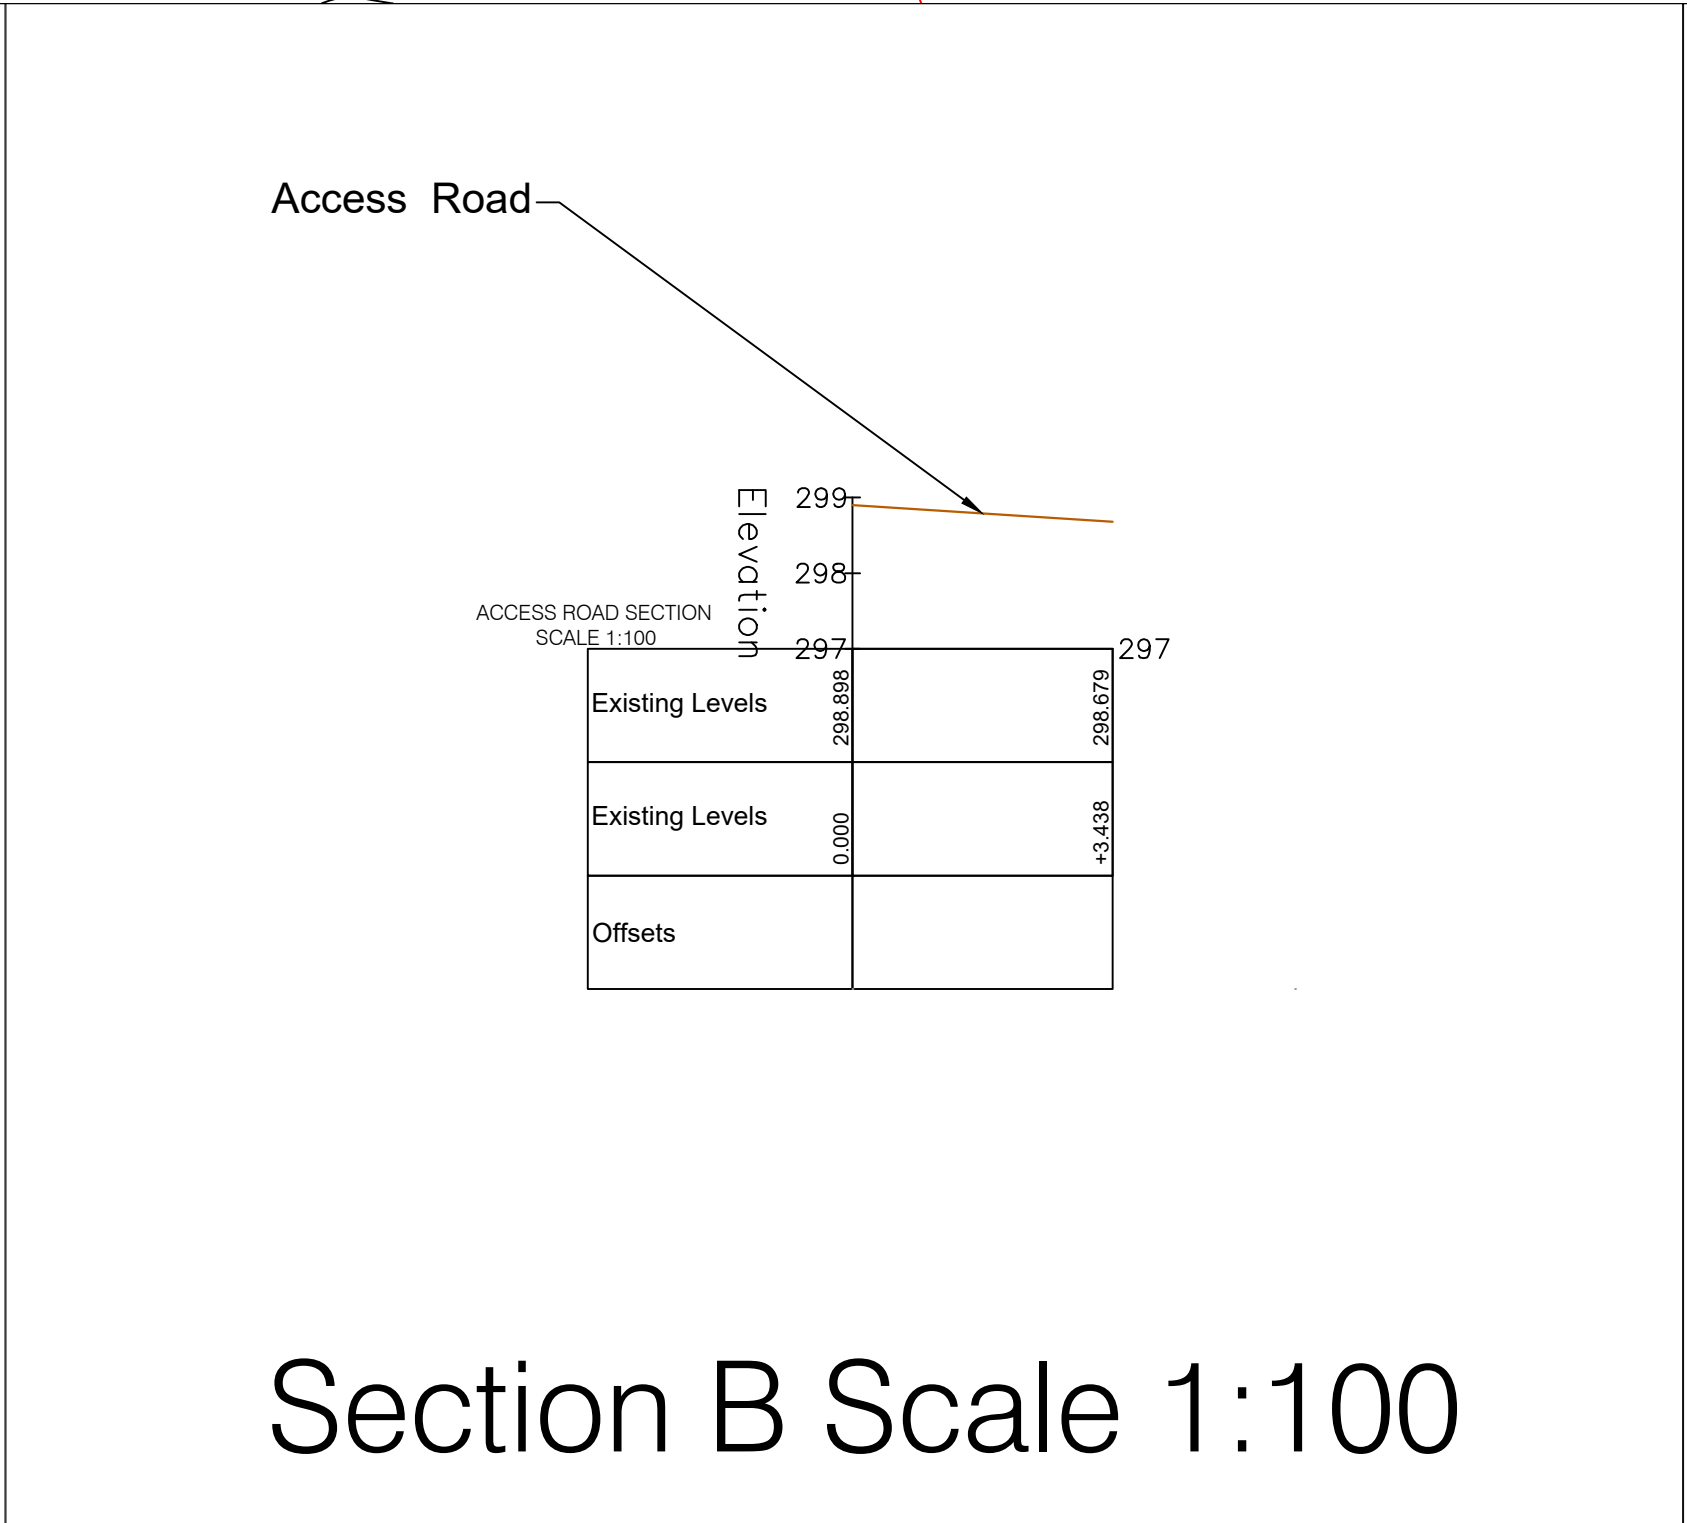 Access Road
Elevation
299
298
297
297
ACCESS ROAD SECTION
SCALE 1:100
Existing Levels
298.898
298.679
Existing Levels
0.000
+3.438
Offsets
Section B Scale 1:100